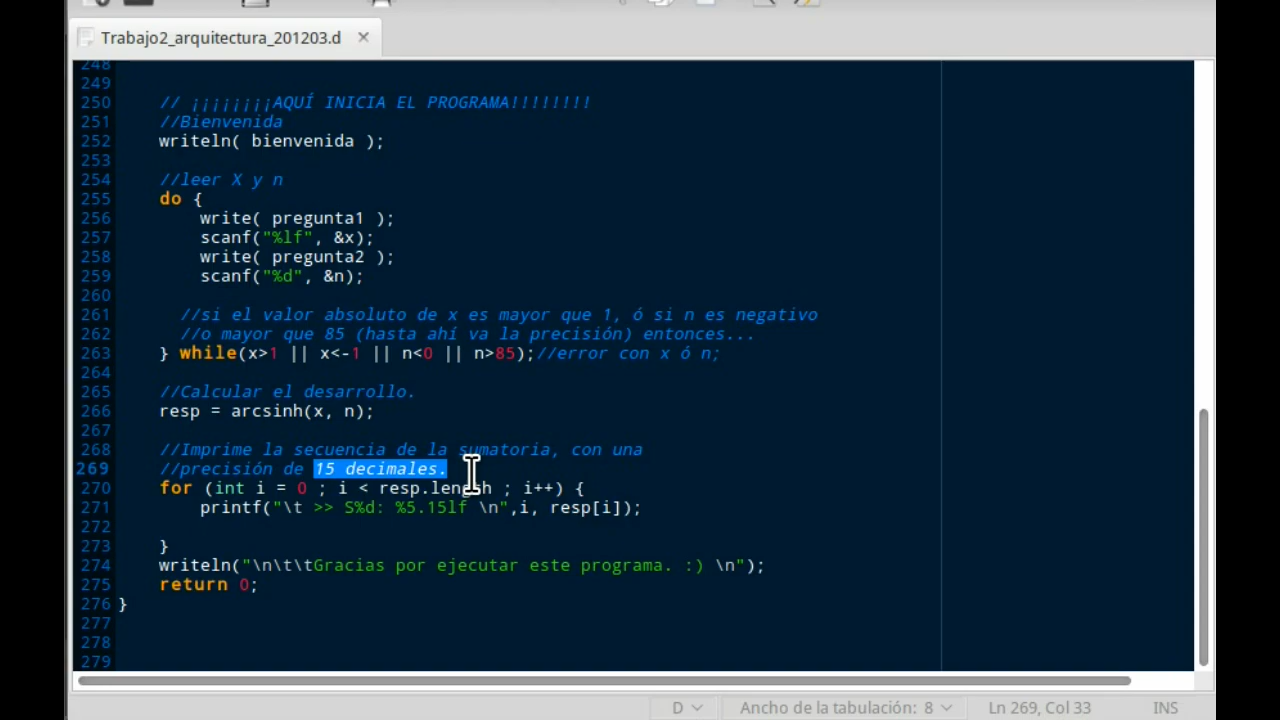 Trabajo2_arquitectura_201203.d ×
248
249
250 // ¡¡¡¡¡¡¡¡AQUÍ INICIA EL PROGRAMA!!!!!!!!
251 //Bienvenida
252 writeln( bienvenida );
253
254 //leer X y n
255 do {
256 write( pregunta1 );
257 scanf("%lf", &x);
258 write( pregunta2 );
259 scanf("%d", &n);
260
261 //si el valor absoluto de x es mayor que 1, ó si n es negativo
262 //o mayor que 85 (hasta ahí va la precisión) entonces...
263 } while(x>1 || x<-1 || n<0 || n>85);//error con x ó n;
264
265 //Calcular el desarrollo.
266 resp = arcsinh(x, n);
267
268 //Imprime la secuencia de la sumatoria, con una
269 //precisión de 15 decimales.
270 for (int i = 0 ; i < resp.length ; i++) {
271 printf("\t >> S%d: %5.15lf \n",i, resp[i]);
272
273 }
274 writeln("\n\t\tGracias por ejecutar este programa. :) \n");
275 return 0;
276 }
277
278
279
D Ancho de la tabulación: 8 Ln 269, Col 33 INS